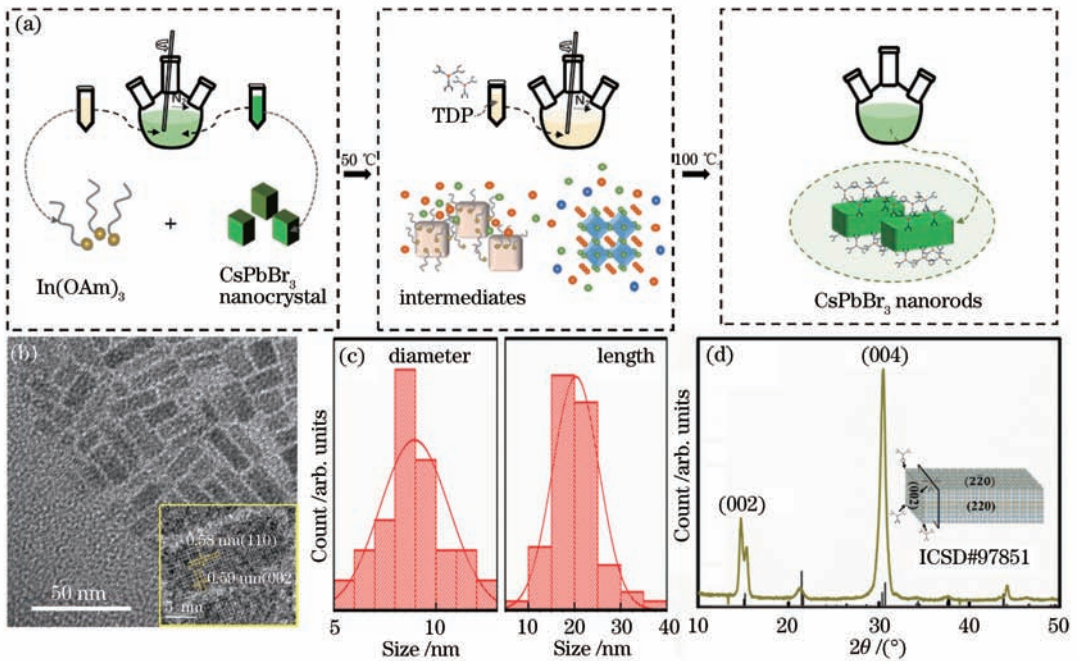 (a)
N₂
TDP
50 ℃
100 ℃
+
In(OAm)₃
CsPbBr₃
nanocrystal
intermediates
CsPbBr₃ nanorods
(b)
0.58 nm(110)
0.59 nm(002
5 nm
50 nm
(c)
diameter
length
Count /arb. units
5
10
10
20
30
40
Size /nm
Size /nm
(d)
(004)
(002)
(002)
(220)
(220)
ICSD#97851
Count /arb. units
10
20
30
40
50
2θ /(°)